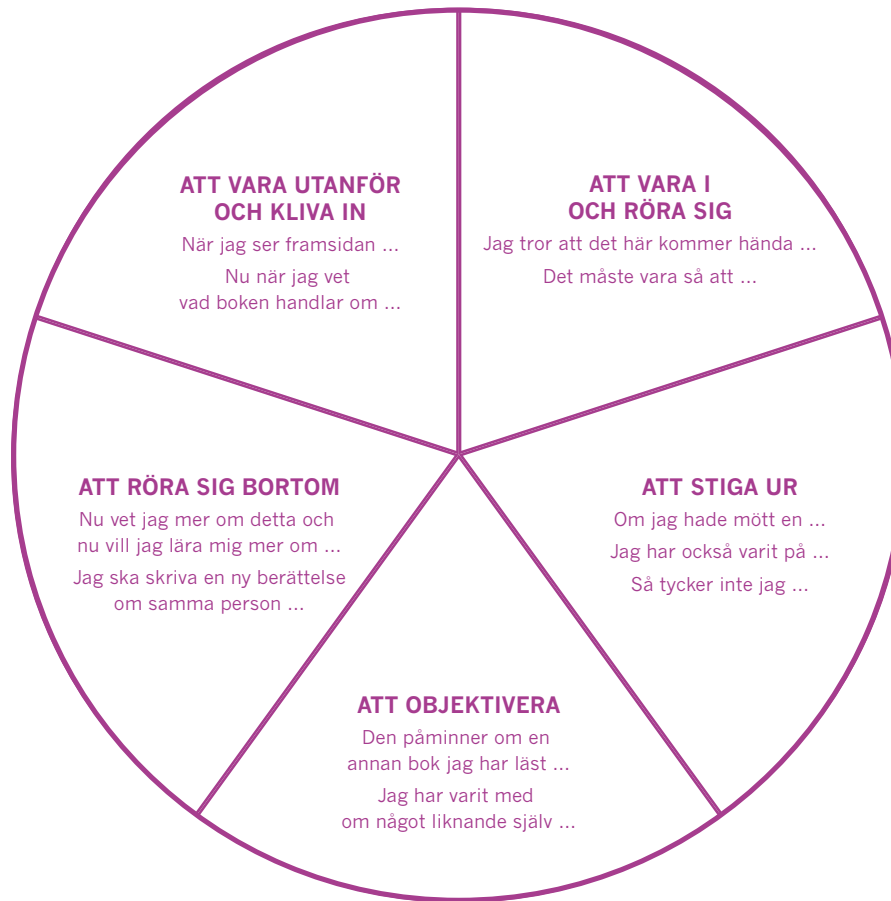 ATT VARA UTANFÖR
OCH KLIVA IN
När jag ser framsidan ...
Nu när jag vet
vad boken handlar om ...
ATT VARA I
OCH RÖRA SIG
Jag tror att det här kommer hända ...
Det måste vara så att ...
ATT STIGA UR
Om jag hade mött en ...
Jag har också varit på ...
Så tycker inte jag ...
ATT OBJEKTIVERA
Den påminner om en
annan bok jag har läst ...
Jag har varit med
om något liknande själv ...
ATT RÖRA SIG BORTOM
Nu vet jag mer om detta och
nu vill jag lära mig mer om ...
Jag ska skriva en ny berättelse
om samma person ...